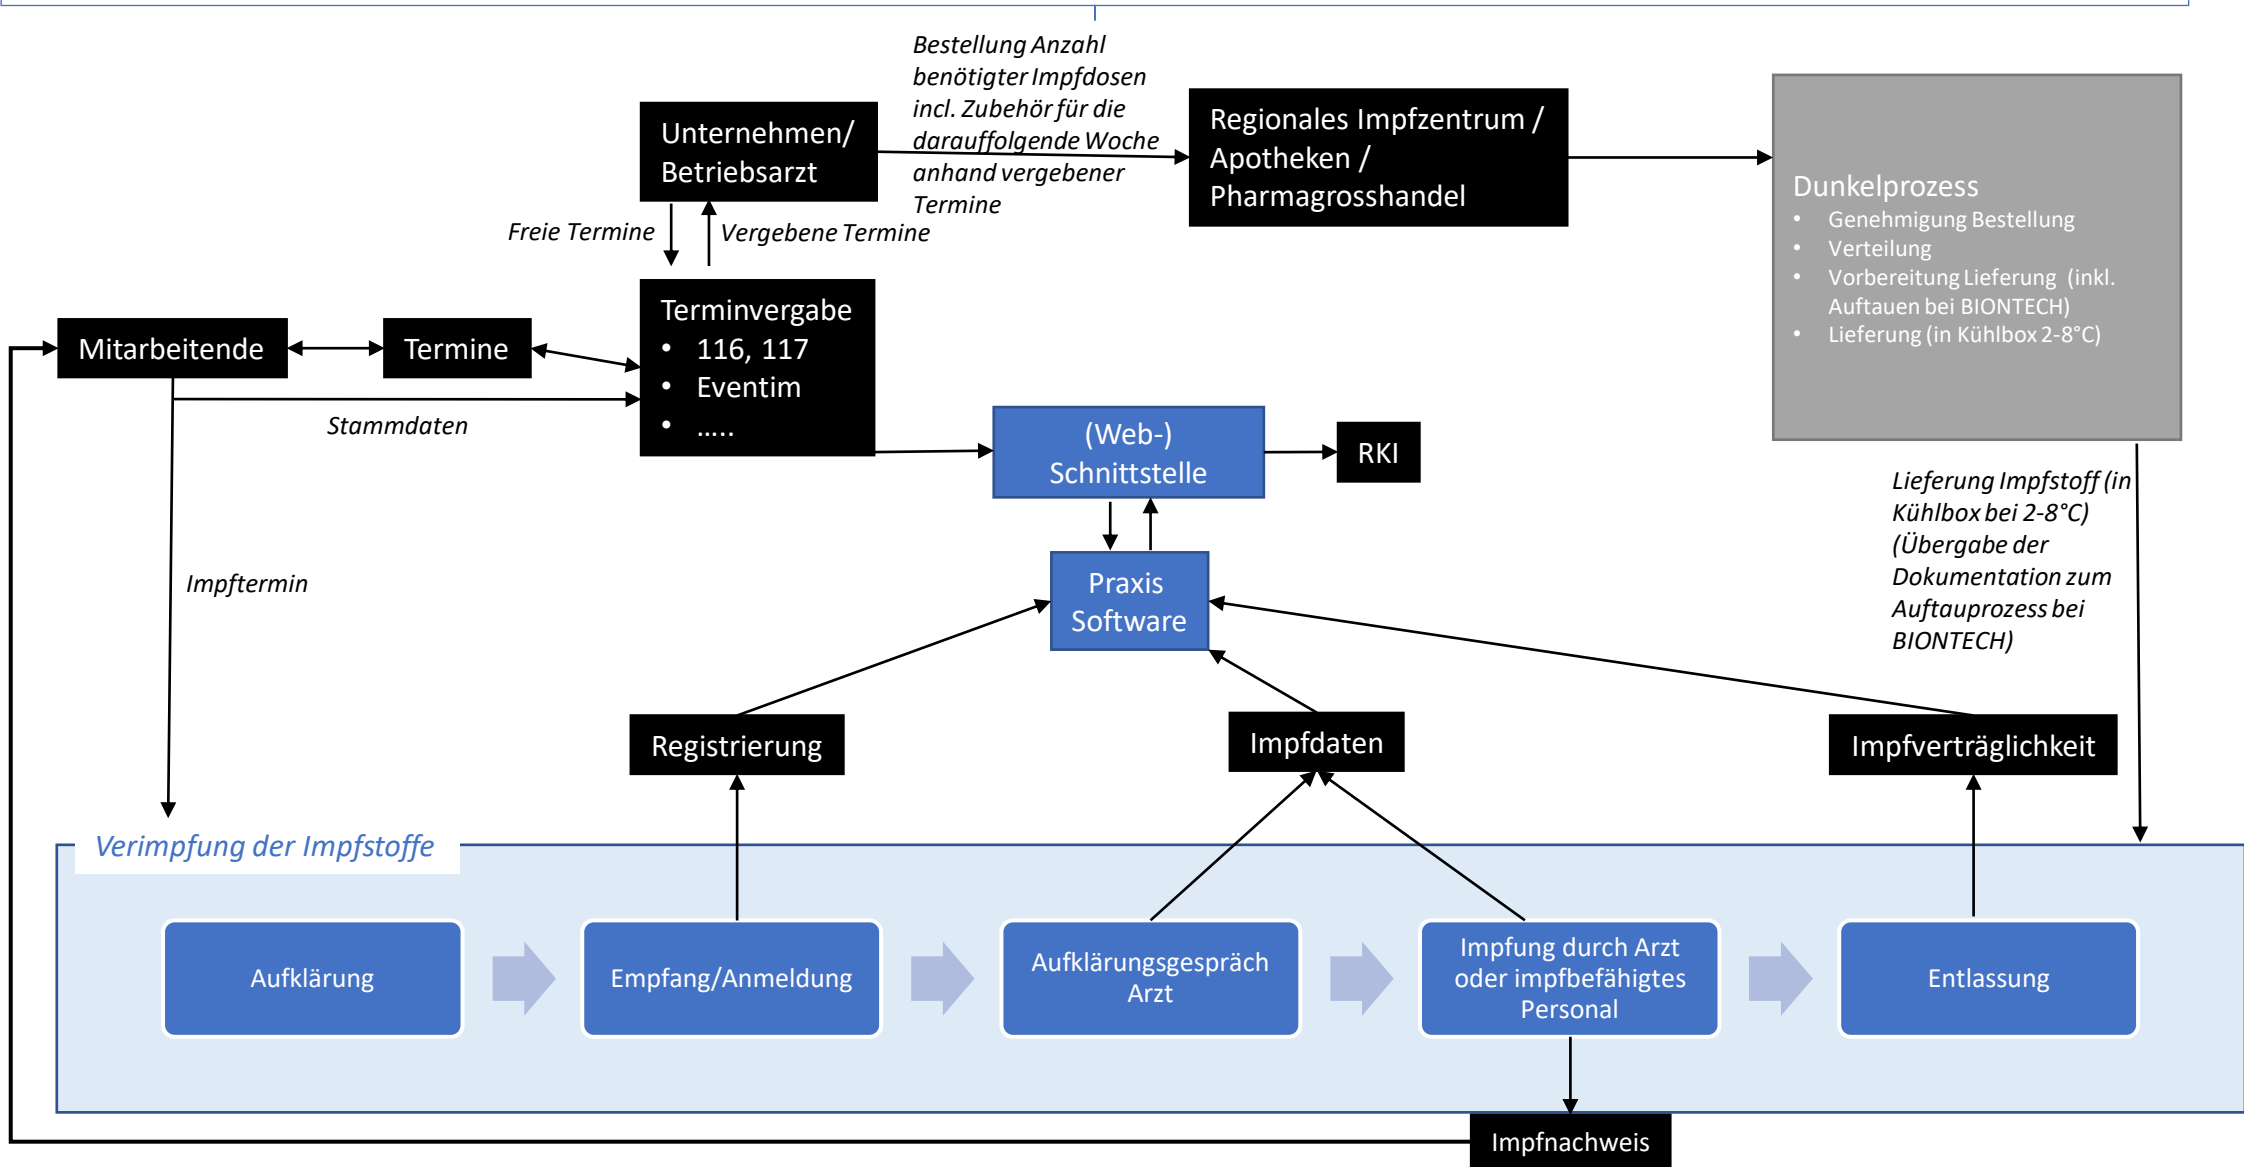 Bestellung Anzahl
benötigter Impfdosen
incl. Zubehör für die
darauffolgende Woche
anhand vergebener
Termine
Unternehmen/
Betriebsarzt
Regionales Impfzentrum /
Apotheken /
Pharmagrosshandel
Dunkelprozess
• Genehmigung Bestellung
• Verteilung
• Vorbereitung Lieferung (inkl.
Auftauen bei BIONTECH)
• Lieferung (in Kühlbox 2-8°C)
Freie Termine
Vergebene Termine
Mitarbeitende
Termine
Terminvergabe
• 116, 117
• Eventim
• .....
Stammdaten
(Web-)
Schnittstelle
RKI
Lieferung Impfstoff (in
Kühlbox bei 2-8°C)
(Übergabe der
Dokumentation zum
Auftauprozess bei
BIONTECH)
Impftermin
Praxis
Software
Registrierung
Impfdaten
Impfverträglichkeit
Verimpfung der Impfstoffe
Aufklärung
Empfang/Anmeldung
Aufklärungsgespräch
Arzt
Impfung durch Arzt
oder impfbefähigtes
Personal
Entlassung
Impfnachweis